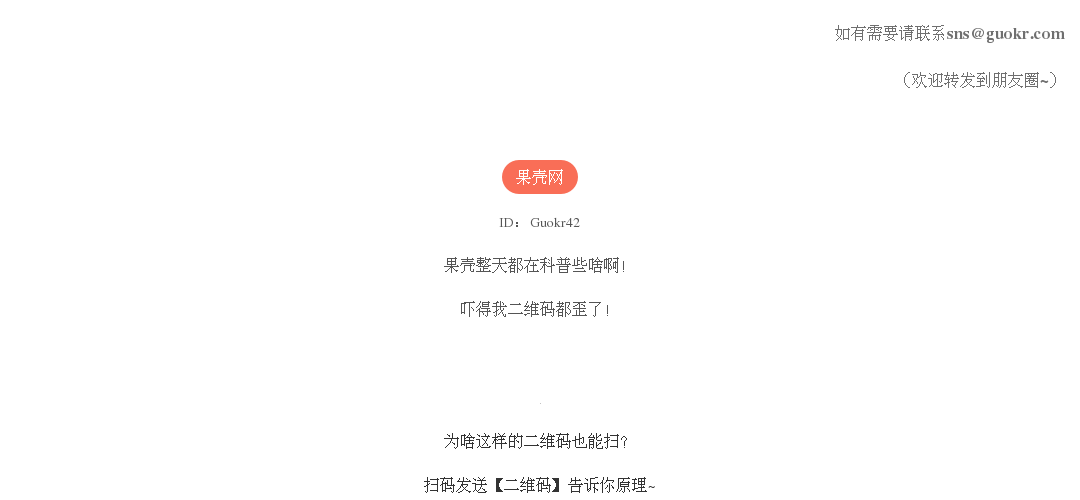 如有需要请联系sns@guokr.com
（欢迎转发到朋友圈~）
果壳网
ID： Guokr42
果壳整天都在科普些啥啊！
吓得我二维码都歪了！
为啥这样的二维码也能扫？
扫码发送【二维码】告诉你原理~